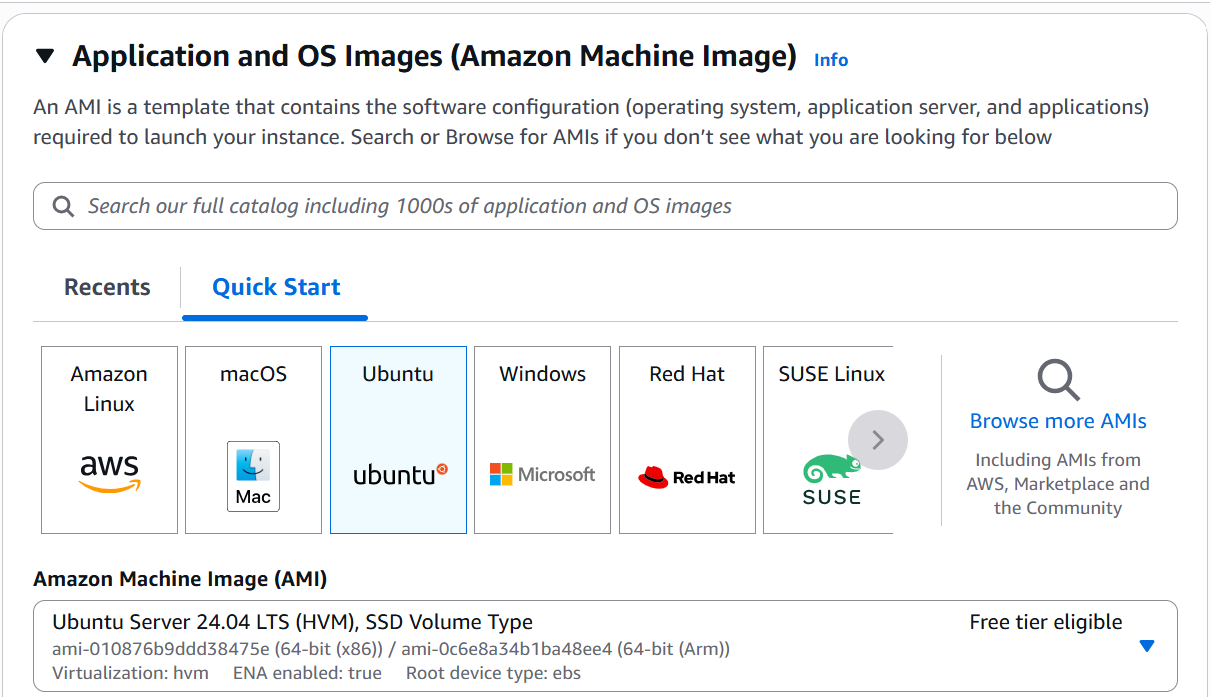 Application and OS Images (Amazon Machine Image) Info
An AMI is a template that contains the software configuration (operating system, application server, and applications)
required to launch your instance. Search or Browse for AMIs if you don’t see what you are looking for below
Search our full catalog including 1000s of application and OS images
Recents
Quick Start
Amazon
Linux
aws
macOS
Mac
Ubuntu
ubuntu
Windows
Microsoft
Red Hat
Red Hat
SUSE Linux
SUSE
Browse more AMIs
Including AMIs from
AWS, Marketplace and
the Community
Amazon Machine Image (AMI)
Ubuntu Server 24.04 LTS (HVM), SSD Volume Type
Free tier eligible
ami-010876b9ddd38475e (64-bit (x86)) / ami-0c6e8a34b1ba48ee4 (64-bit (Arm))
Virtualization: hvm ENA enabled: true Root device type: ebs